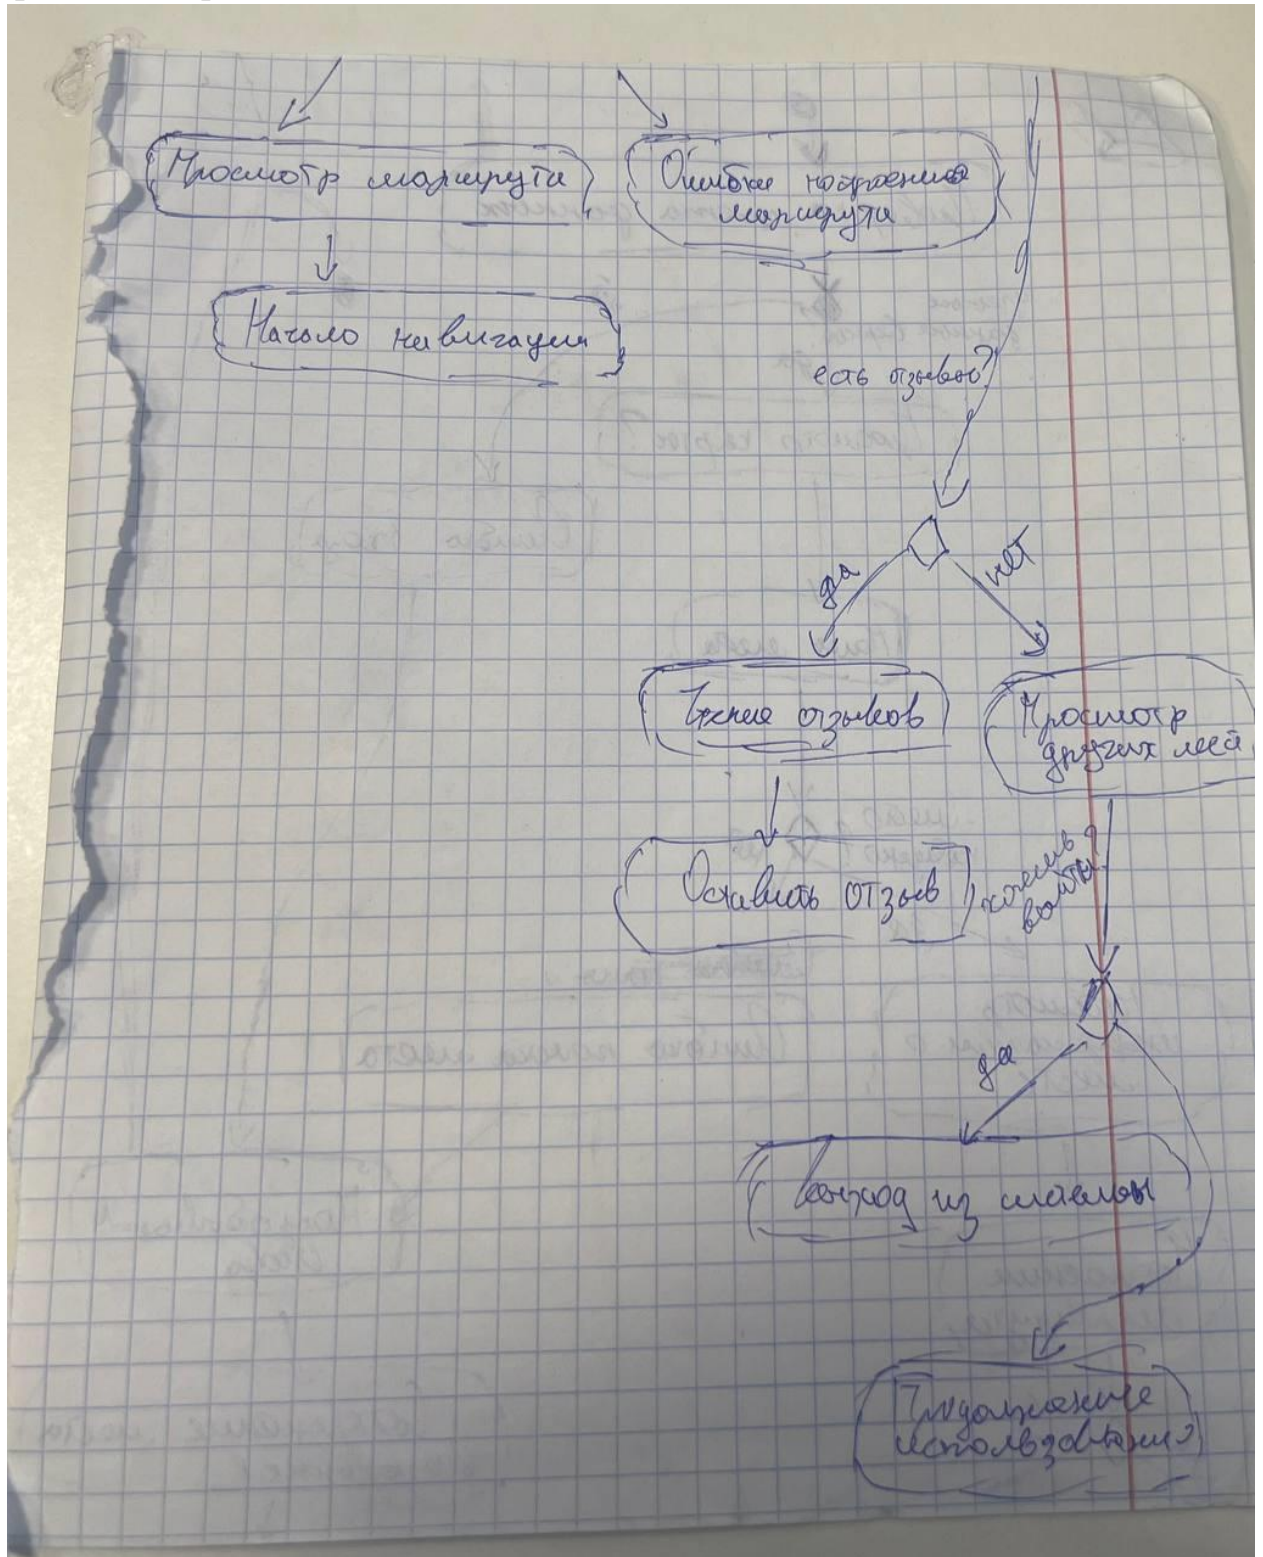 Просмотр маршрута
Ошибка построения
маршрута
Начало навигации
есть отзывы?
да
нет
Чтение отзывов
Просмотр
других мест
Оставить отзыв
хотите
выйти?
да
Выход из системы
Продолжение
использования